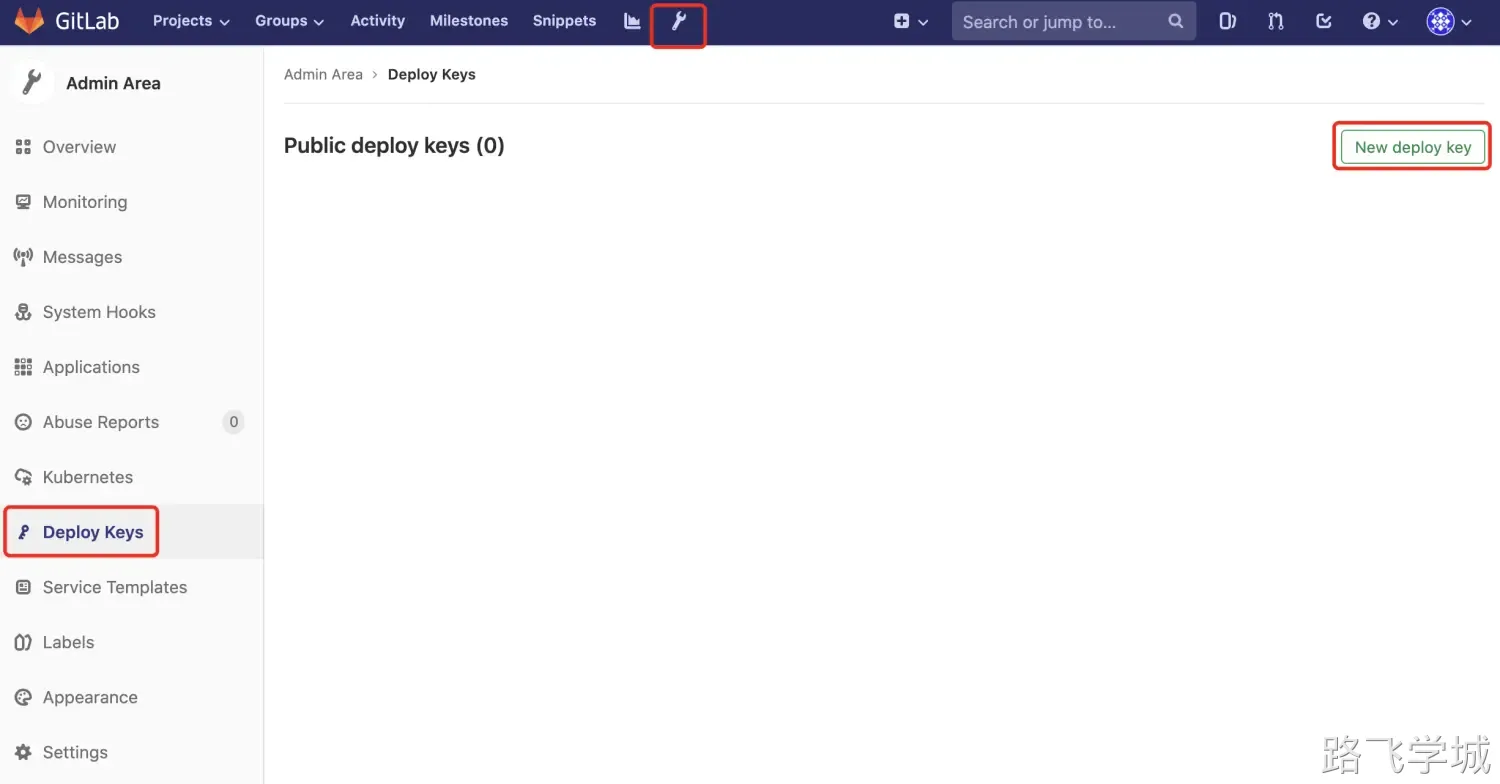 GitLab Projects Groups Activity Milestones Snippets Search or jump to...
Admin Area
Overview
Monitoring
Messages
System Hooks
Applications
Abuse Reports 0
Kubernetes
Deploy Keys
Service Templates
Labels
Appearance
Settings
Admin Area › Deploy Keys
Public deploy keys (0)
New deploy key
路飞学城